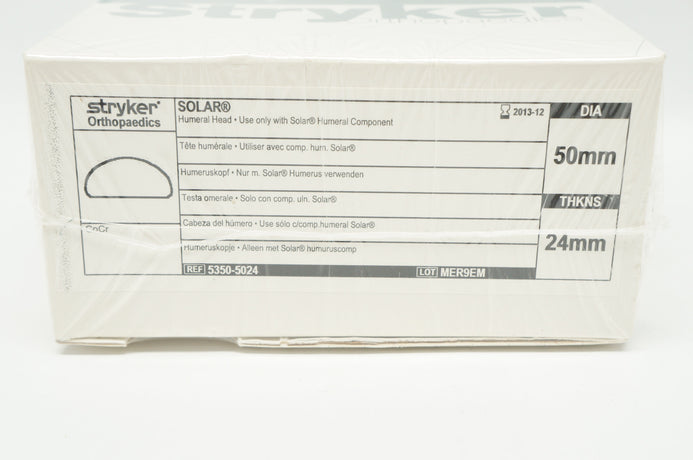 Stryker
stryker®
Orthopaedics
SOLAR®
Humeral Head • Use only with Solar® Humeral Component
2013-12
DIA
Tête humérale • Utiliser avec comp. hum. Solar®
50mm
Humeruskopf • Nur m. Solar® Humerus verwenden
Testa omerale • Solo con comp. uln. Solar®
THKNS
Cabeza del húmero • Use sólo c/comp.humeral Solar®
CoCr
24mm
Humeruskopje • Alleen met Solar® humuruscomp
REF 5350-5024
LOT MER9EM